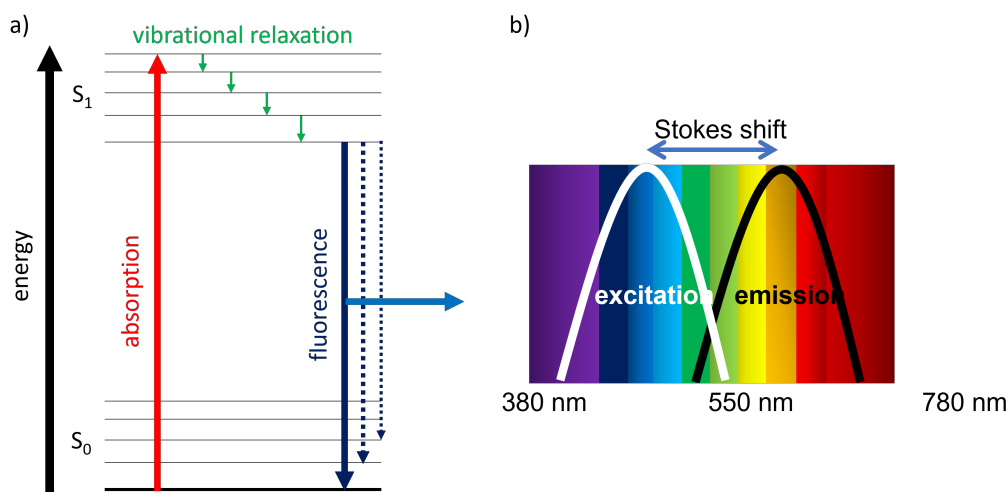 a)
vibrational relaxation
S₁
energy
absorption
fluorescence
S₀
b)
Stokes shift
excitation
emission
380 nm
550 nm
780 nm